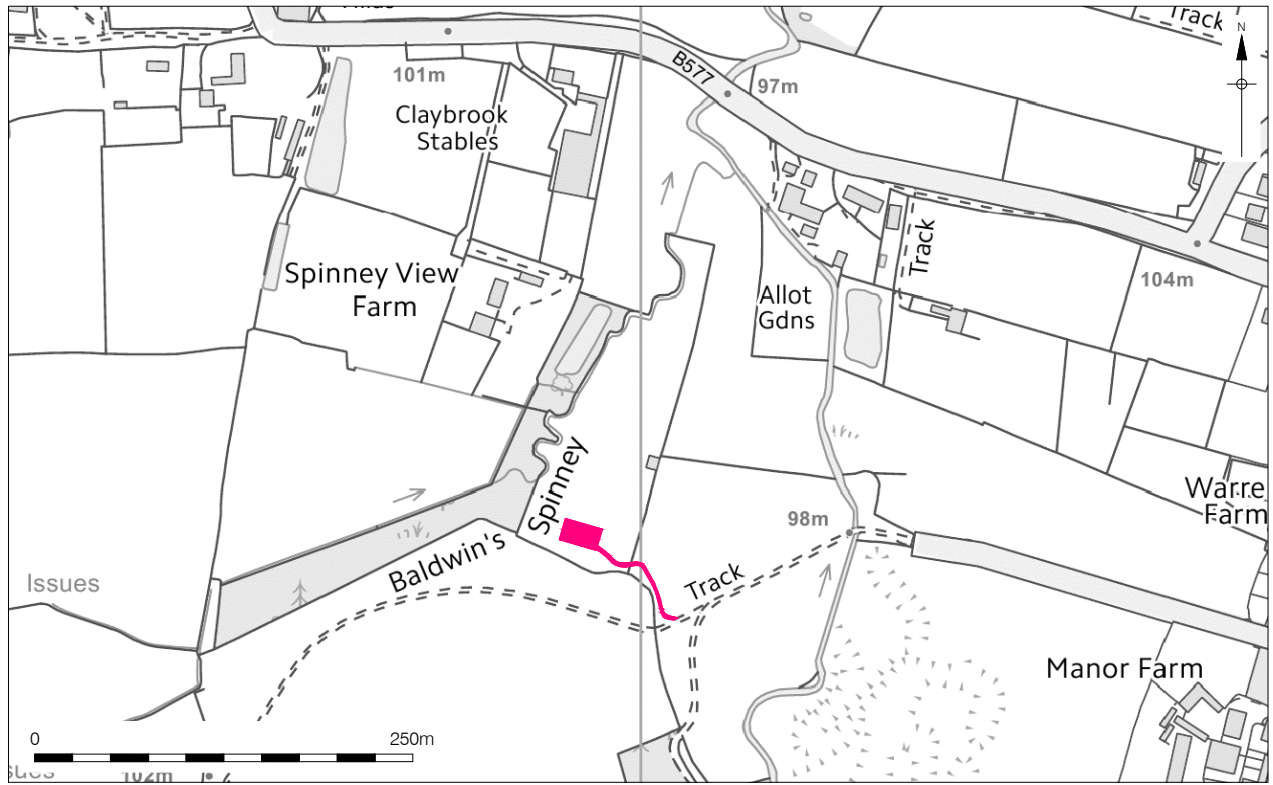 Track
N
B577
101m
97m
Claybrook
Stables
Track
Spinney View
Farm
Allot
Gdns
104m
Spinney
Warre
Farm
98m
Baldwin's
Track
Issues
Manor Farm
0
250m
102m